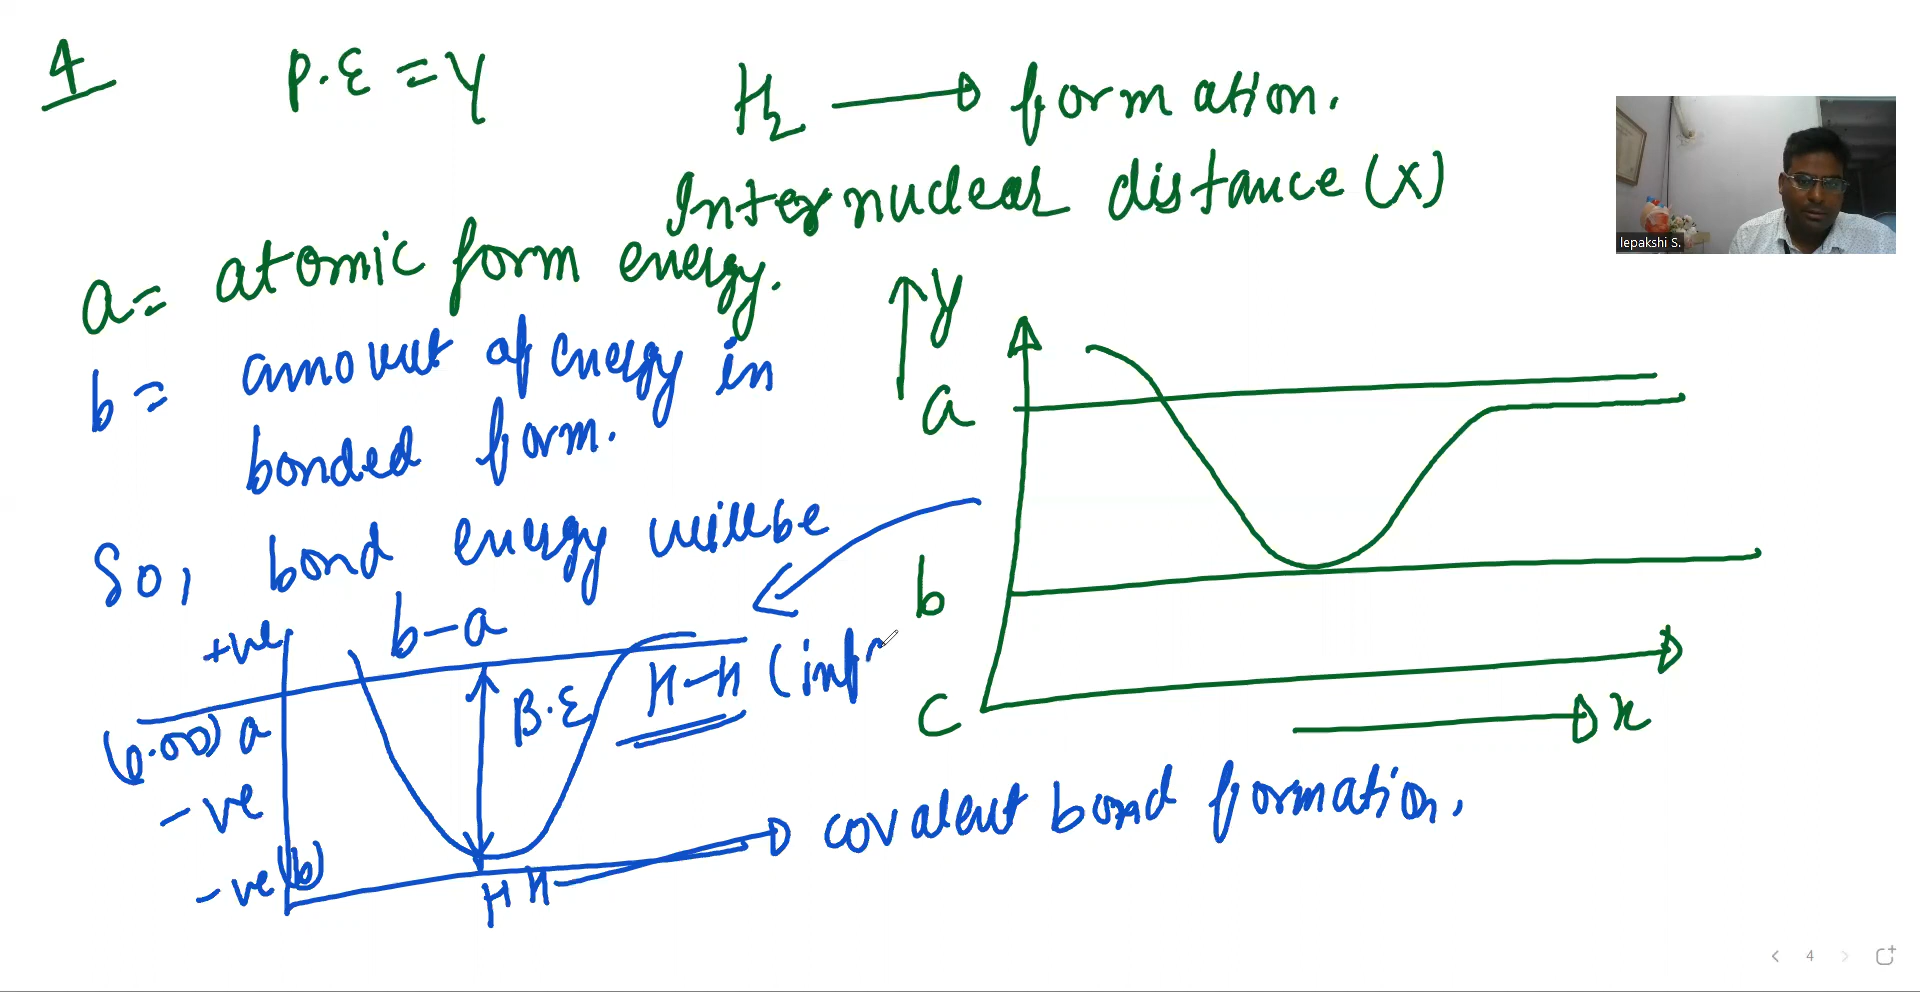 4
P.E = Y
H2 → formation.
Internuclear distance (x)
a = atomic form energy.
b = amount of energy in
bonded form.
So, bond energy will be
b-a
+ve
(0.00) a
-ve
-ve (b)
B.E
H-H (inf
H H → covalent bond formation.
y
a
b
c
x
lepakshi S.
4